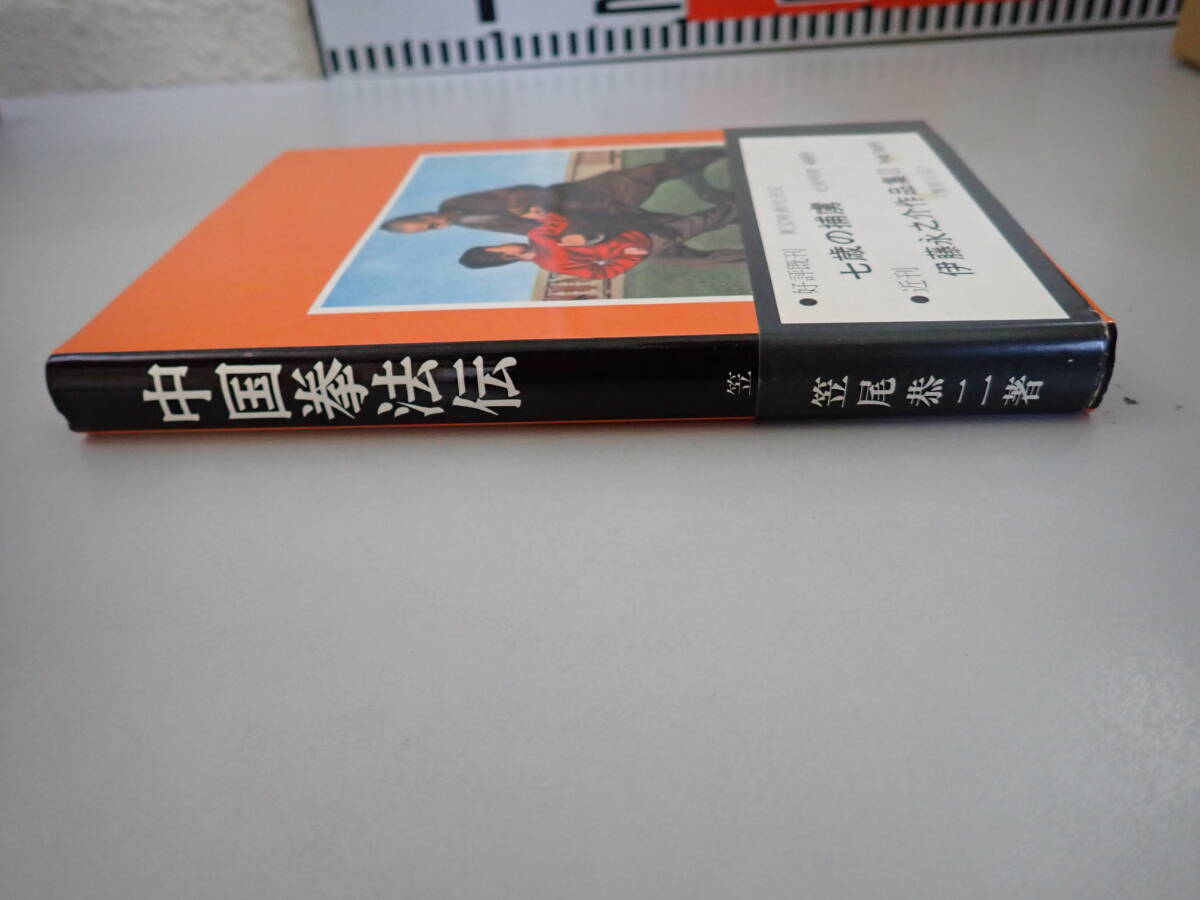 中国拳法伝
笠
笠尾恭二著
●好評既刊
七歳の捕虜
●近刊
伊藤永之介作品集